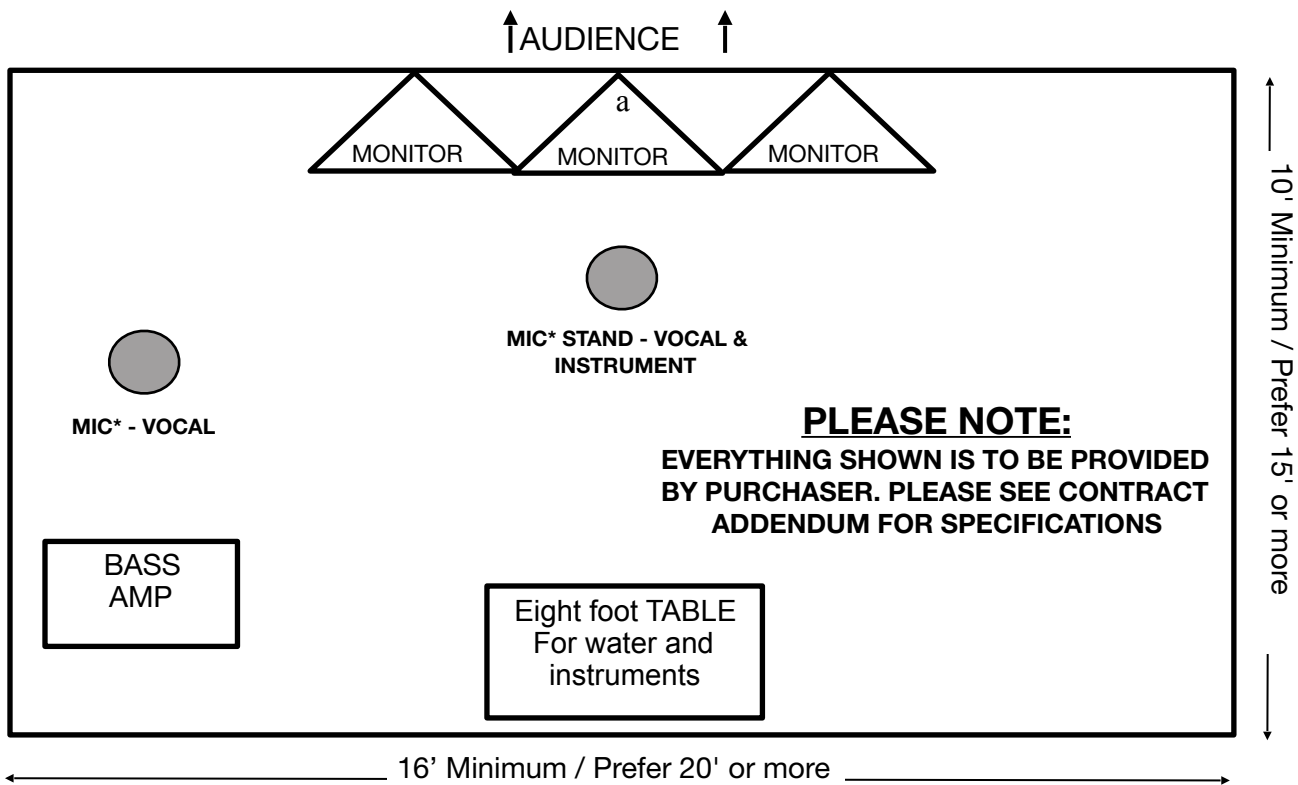 AUDIENCE
a
MONITOR
MONITOR
MONITOR
MIC* STAND - VOCAL &
INSTRUMENT
MIC* - VOCAL
PLEASE NOTE:
EVERYTHING SHOWN IS TO BE PROVIDED
BY PURCHASER. PLEASE SEE CONTRACT
ADDENDUM FOR SPECIFICATIONS
BASS
AMP
Eight foot TABLE
For water and
instruments
10' Minimum / Prefer 15' or more
16’ Minimum / Prefer 20' or more